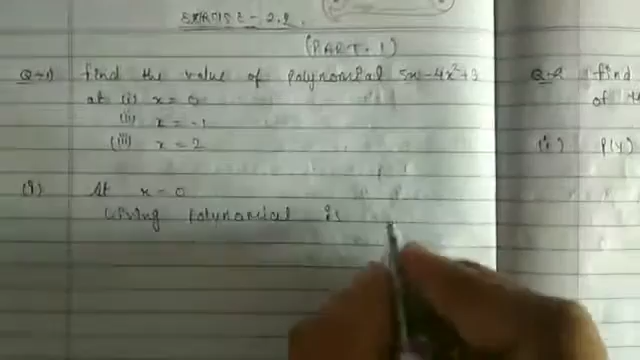 EXERCISE - 2.2.
(PART-1)
Q-1) find the value of polynomial 5x-4x²+3
at (i) x = 0
(ii) x = -1
(iii) x = 2
(i) At x = 0
Giving polynomial is
Q-2 find
of
(i) P(y)